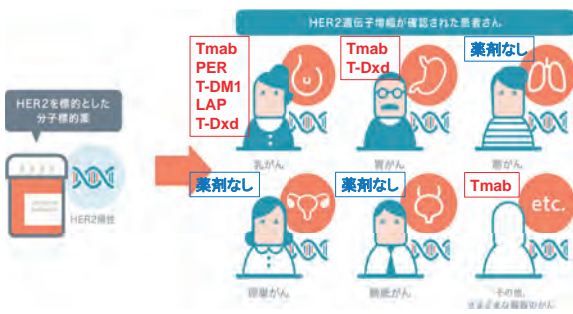 HER2遺伝子増幅が確認された患者さん
HER2を標的とした
分子標的薬
HER2陽性
Tmab
PER
T-DM1
LAP
T-Dxd
乳がん
Tmab
T-Dxd
胃がん
薬剤なし
肺がん
薬剤なし
卵巣がん
薬剤なし
膀胱がん
Tmab
etc.
その他、
さまざまな臓器のがん